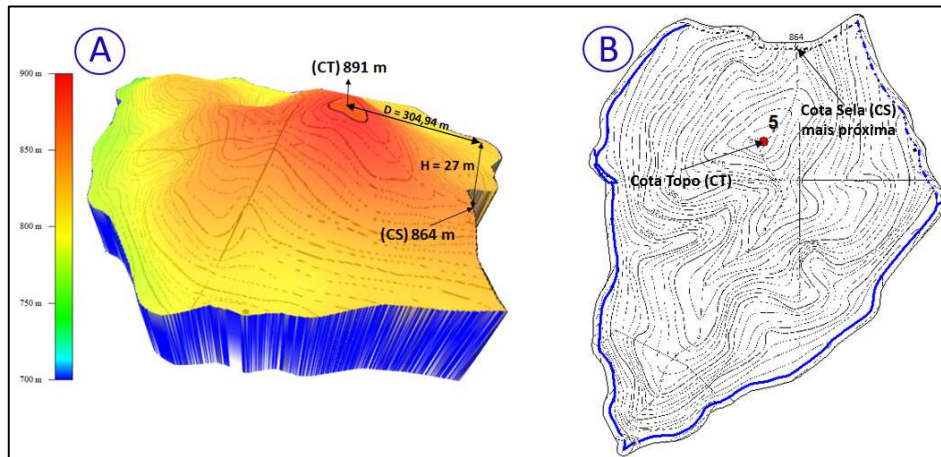 A
900 m
850 m
800 m
750 m
700 m
(CT) 891 m
D = 304,94 m
H = 27 m
(CS) 864 m
B
864
Cota Sela (CS)
mais próxima
5
Cota Topo (CT)